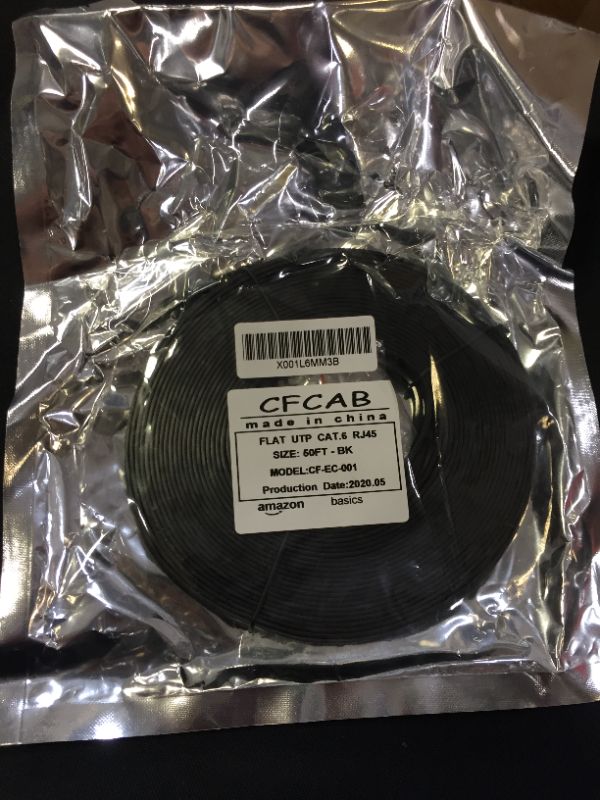 X001L6MM3B
CFCAB
made in china
FLAT UTP CAT.6 RJ45
SIZE: 50FT - BK
MODEL:CF-EC-001
Production Date:2020.05
amazon basics